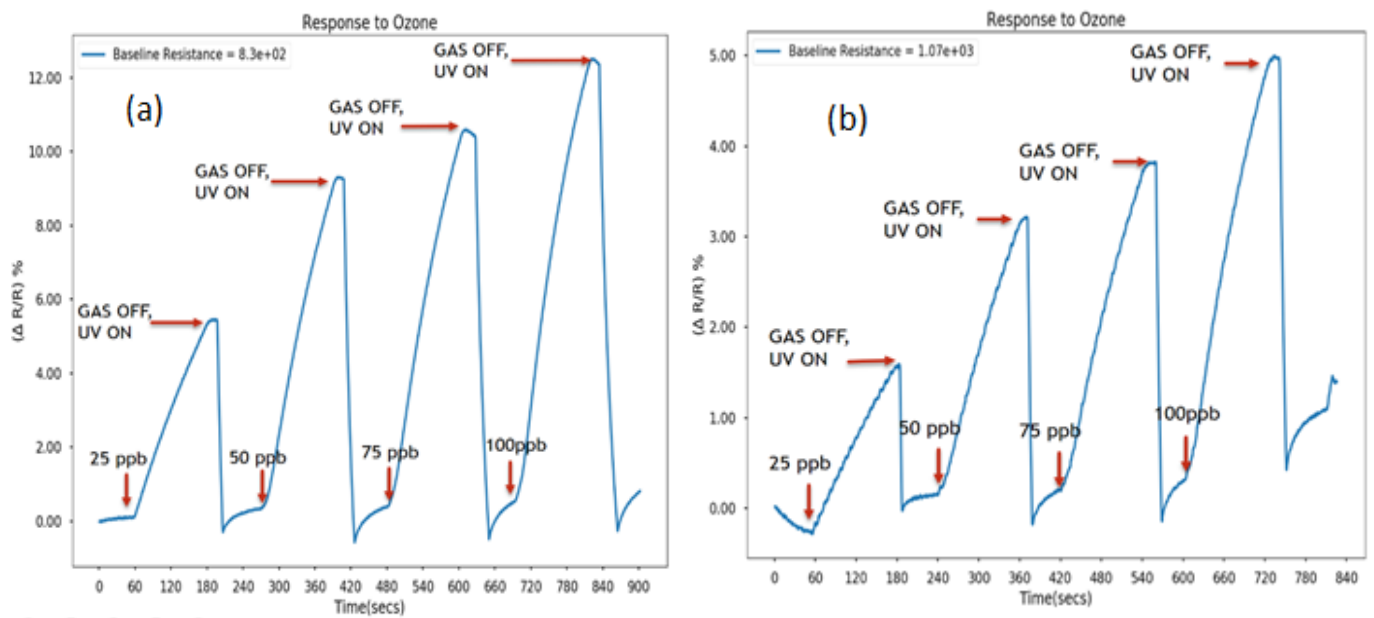 Response to Ozone
Baseline Resistance = 8.3e+02
(a)
GAS OFF,
UV ON
GAS OFF,
UV ON
GAS OFF,
UV ON
GAS OFF,
UV ON
25 ppb
50 ppb
75 ppb
100ppb
12.00
10.00
8.00
6.00
4.00
2.00
0.00
(Δ R/R) %
0 60 120 180 240 300 360 420 480 540 600 660 720 780 840 900
Time(secs)
Response to Ozone
Baseline Resistance = 1.07e+03
(b)
GAS OFF,
UV ON
GAS OFF,
UV ON
GAS OFF,
UV ON
GAS OFF,
UV ON
25 ppb
50 ppb
75 ppb
100ppb
5.00
4.00
3.00
2.00
1.00
0.00
(Δ R/R) %
0 60 120 180 240 300 360 420 480 540 600 660 720 780 840
Time(secs)